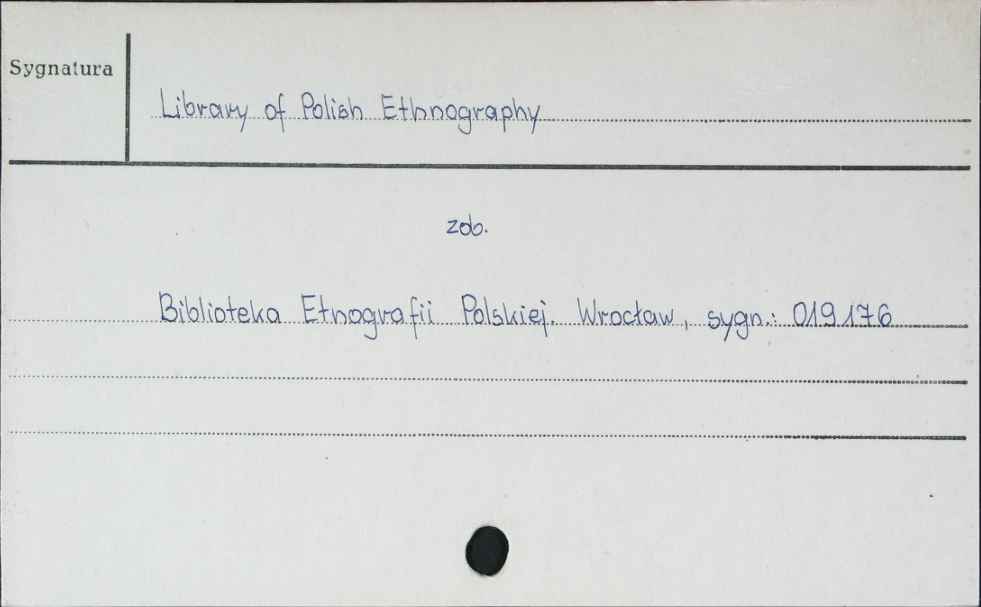 Sygnatura
Library of Polish Ethnography
zob.
Biblioteka Etnografii Polskiej. Wrocław, sygn.: 019176